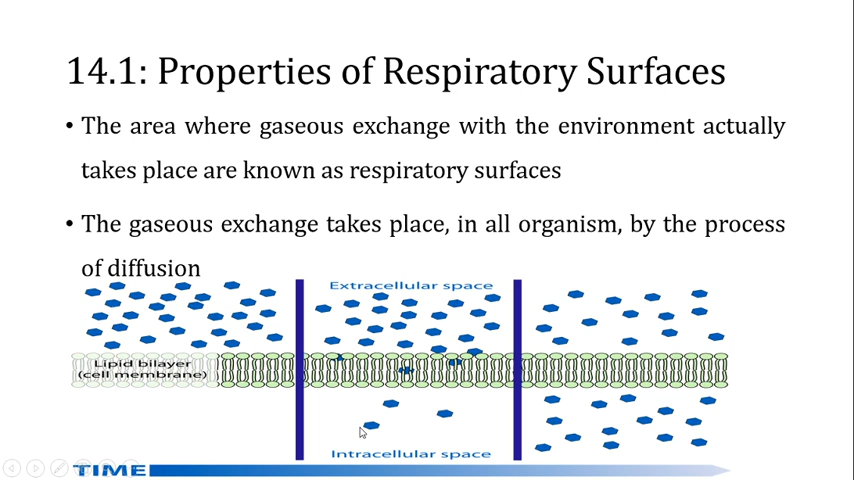 14.1: Properties of Respiratory Surfaces
• The area where gaseous exchange with the environment actually
takes place are known as respiratory surfaces
• The gaseous exchange takes place, in all organism, by the process
of diffusion
Extracellular space
Lipid bilayer
(cell membrane)
Intracellular space
TIME